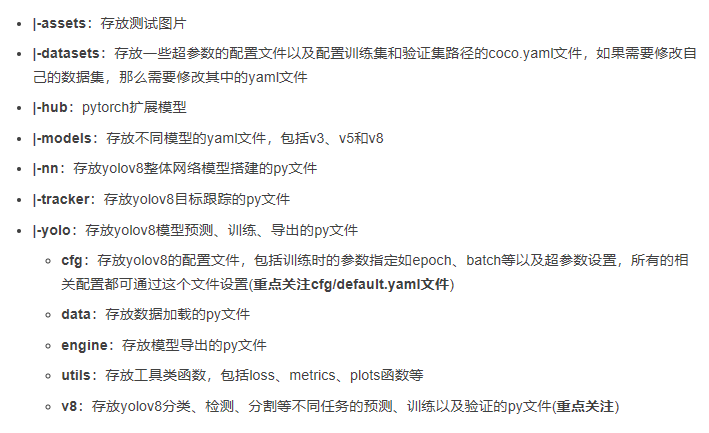 |-assets：存放测试图片
|-datasets：存放一些超参数的配置文件以及配置训练集和验证集路径的coco.yaml文件，如果需要修改自
己的数据集，那么需要修改其中的yaml文件
|-hub：pytorch扩展模型
|-models：存放不同模型的yaml文件，包括v3、v5和v8
|-nn：存放yolov8整体网络模型搭建的py文件
|-tracker：存放yolov8目标跟踪的py文件
|-yolo：存放yolov8模型预测、训练、导出的py文件
cfg：存放yolov8的配置文件，包括训练时的参数指定如epoch、batch等以及超参数设置，所有的相
关配置都可通过这个文件设置(重点关注cfg/default.yaml文件)
data：存放数据加载的py文件
engine：存放模型导出的py文件
utils：存放工具类函数，包括loss、metrics、plots函数等
v8：存放yolov8分类、检测、分割等不同任务的预测、训练以及验证的py文件(重点关注)